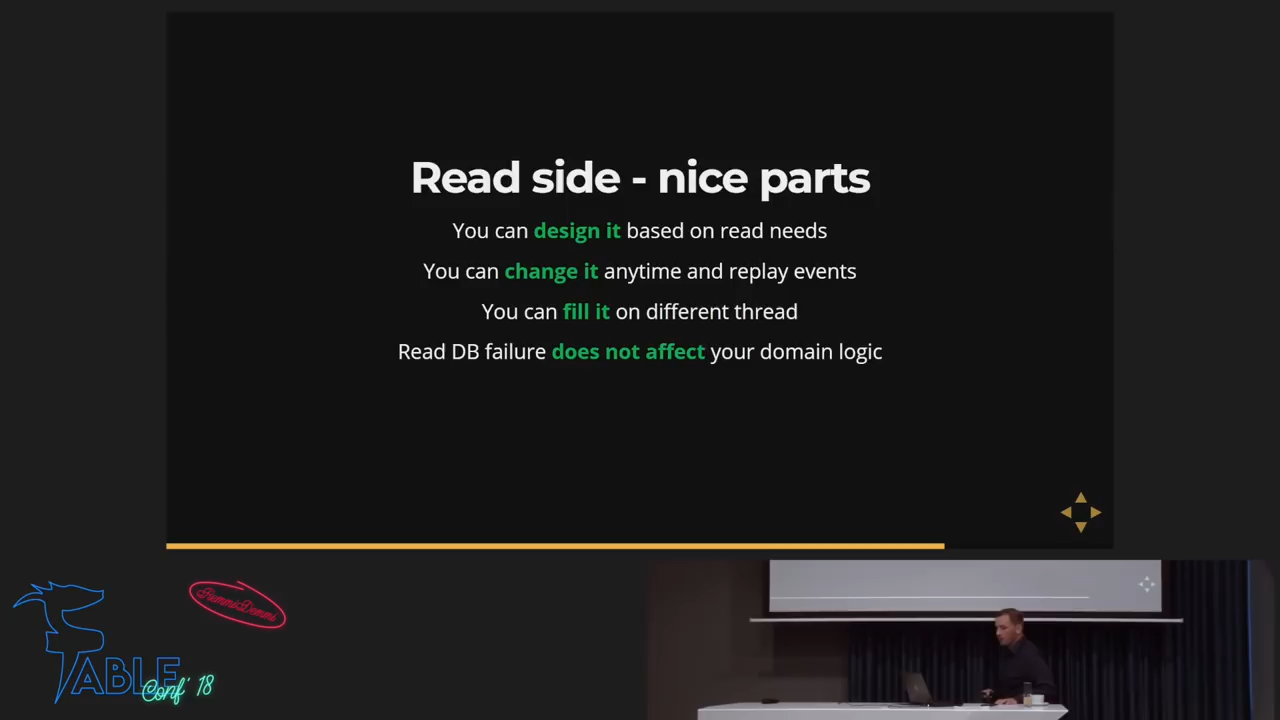 Read side - nice parts
You can design it based on read needs
You can change it anytime and replay events
You can fill it on different thread
Read DB failure does not affect your domain logic
TABLE
Conf' 18